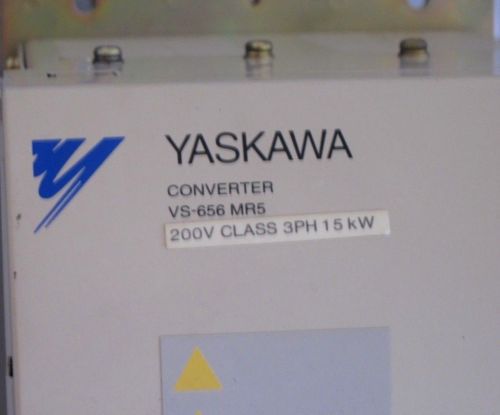 YASKAWA
CONVERTER
VS-656 MR5
200V CLASS 3PH 15 kW